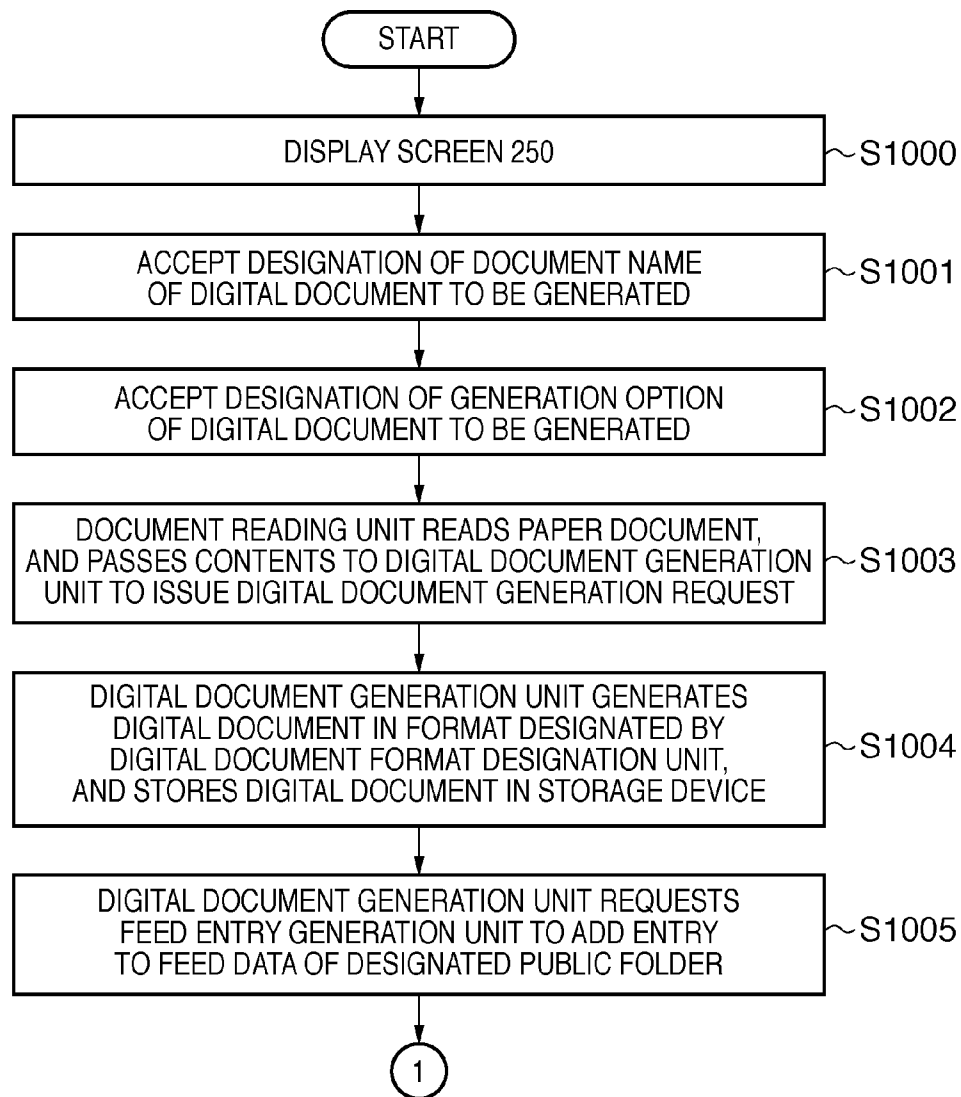 START
DISPLAY SCREEN 250
S1000
ACCEPT DESIGNATION OF DOCUMENT NAME
OF DIGITAL DOCUMENT TO BE GENERATED
S1001
ACCEPT DESIGNATION OF GENERATION OPTION
OF DIGITAL DOCUMENT TO BE GENERATED
S1002
DOCUMENT READING UNIT READS PAPER DOCUMENT,
AND PASSES CONTENTS TO DIGITAL DOCUMENT GENERATION
UNIT TO ISSUE DIGITAL DOCUMENT GENERATION REQUEST
S1003
DIGITAL DOCUMENT GENERATION UNIT GENERATES
DIGITAL DOCUMENT IN FORMAT DESIGNATED BY
DIGITAL DOCUMENT FORMAT DESIGNATION UNIT,
AND STORES DIGITAL DOCUMENT IN STORAGE DEVICE
S1004
DIGITAL DOCUMENT GENERATION UNIT REQUESTS
FEED ENTRY GENERATION UNIT TO ADD ENTRY
TO FEED DATA OF DESIGNATED PUBLIC FOLDER
S1005
1